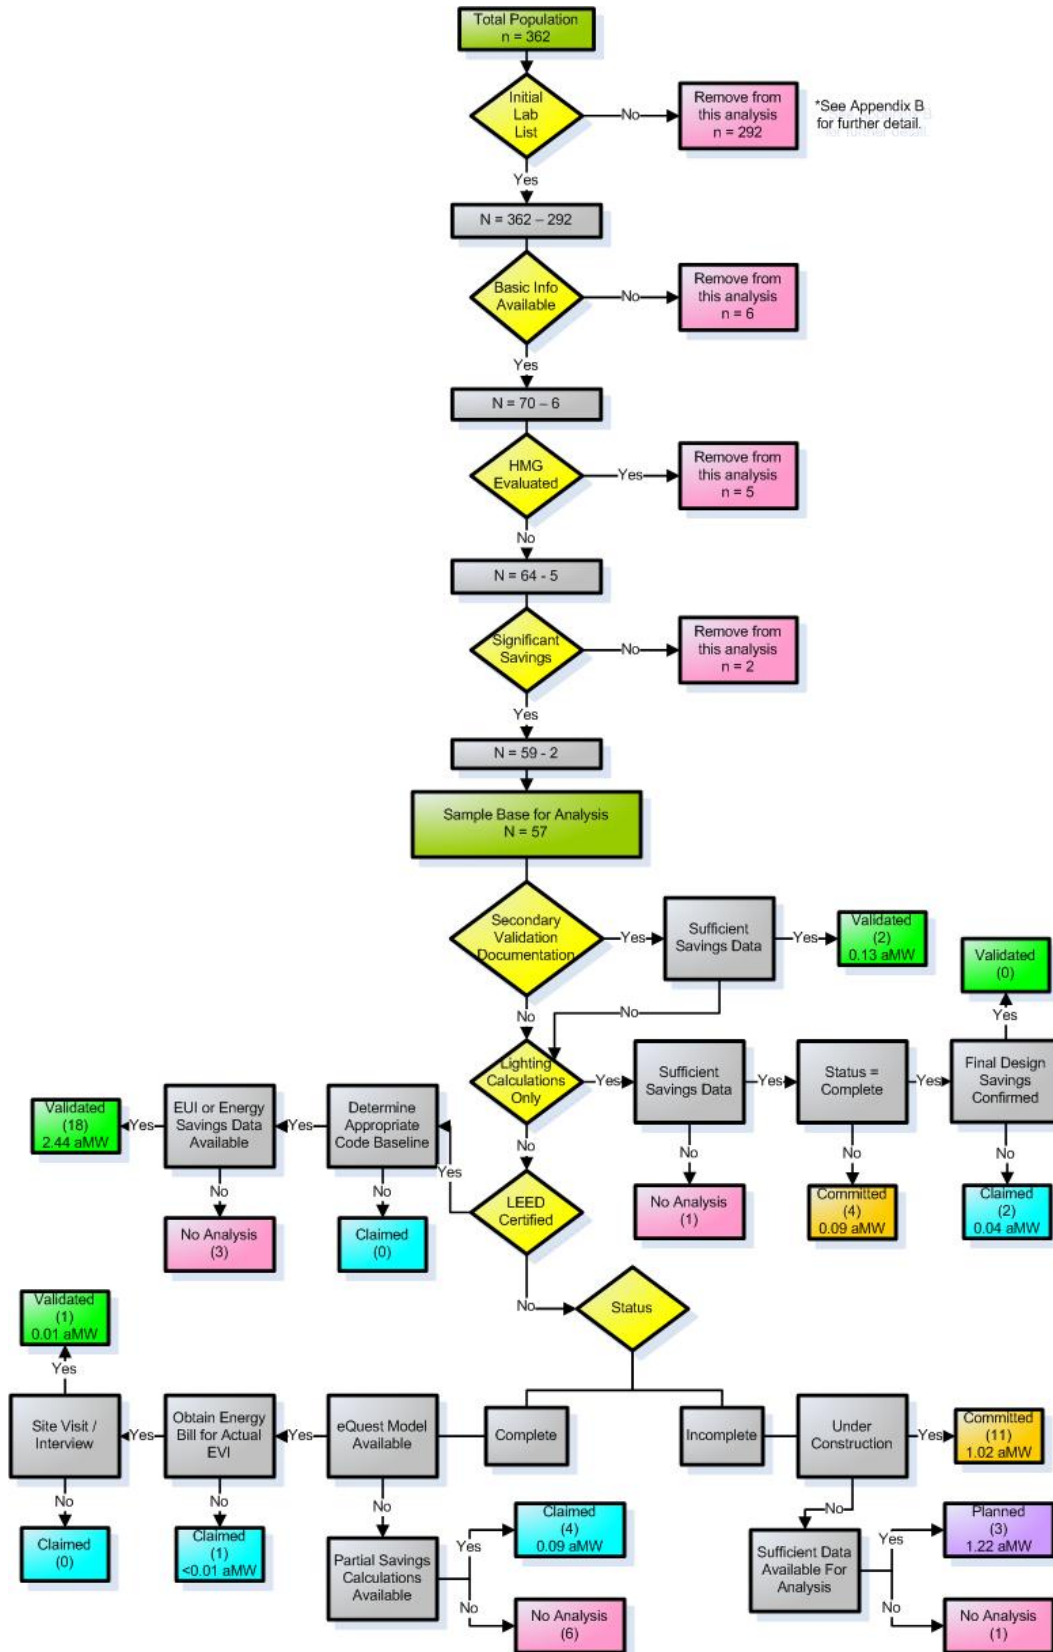 Total Population
n = 362
Initial
Lab
List
No
Remove from
this analysis
n = 292
*See Appendix B
for further detail.
Yes
N = 362 – 292
Basic Info
Available
No
Remove from
this analysis
n = 6
Yes
N = 70 – 6
HMG
Evaluated
Yes
Remove from
this analysis
n = 5
No
N = 64 - 5
Significant
Savings
No
Remove from
this analysis
n = 2
Yes
N = 59 - 2
Sample Base for Analysis
N = 57
Secondary
Validation
Documentation
Yes
Sufficient
Savings Data
Yes
Validated
(2)
0.13 aMW
Validated
(0)
No
No
Yes
Lighting
Calculations
Only
Yes
Sufficient
Savings Data
Yes
Status =
Complete
Yes
Final Design
Savings
Confirmed
Validated
(18)
2.44 aMW
Yes
EUI or Energy
Savings Data
Available
Yes
Determine
Appropriate
Code Baseline
Yes
No
No
No
No
No
No
No Analysis
(3)
Claimed
(0)
LEED
Certified
No Analysis
(1)
Committed
(4)
0.09 aMW
Claimed
(2)
0.04 aMW
No
Status
Validated
(1)
0.01 aMW
Yes
Site Visit /
Interview
Yes
Obtain Energy
Bill for Actual
EVI
Yes
eQuest Model
Available
Complete
Incomplete
Under
Construction
Yes
Committed
(11)
1.02 aMW
No
No
No
No
Claimed
(0)
Claimed
(1)
<0.01 aMW
Partial Savings
Calculations
Available
Yes
Claimed
(4)
0.09 aMW
No
No Analysis
(6)
Sufficient Data
Available For
Analysis
Yes
Planned
(3)
1.22 aMW
No
No Analysis
(1)